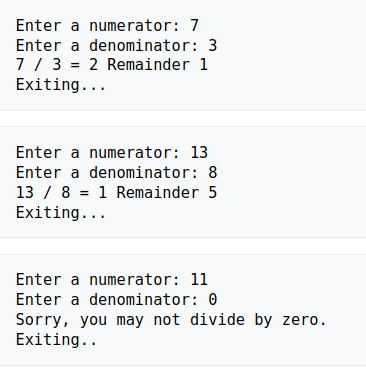 Enter a numerator: 7
Enter a denominator: 3
7 / 3 = 2 Remainder 1
Exiting...
Enter a numerator: 13
Enter a denominator: 8
13 / 8 = 1 Remainder 5
Exiting...
Enter a numerator: 11
Enter a denominator: 0
Sorry, you may not divide by zero.
Exiting..